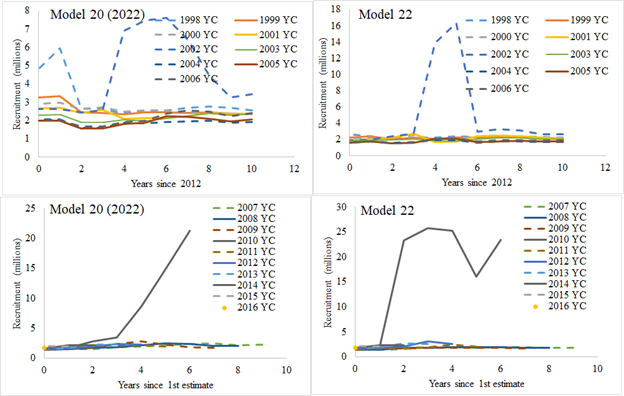 Model 20 (2022)
8
7
6
5
4
3
2
1
0
Recruitment (millions)
0 2 4 6 8 10 12
Years since 2012
1998 YC 1999 YC
2000 YC 2001 YC
2002 YC 2003 YC
2004 YC 2005 YC
2006 YC
Model 22
18
16
14
12
10
8
6
4
2
0
Recruitment (millions)
0 2 4 6 8 10 12
Years since 2012
1998 YC 1999 YC
2000 YC 2001 YC
2002 YC 2003 YC
2004 YC 2005 YC
2006 YC
Model 20 (2022)
25
20
15
10
5
0
Recruitment (millions)
0 2 4 6 8 10
Years since 1st estimate
2007 YC
2008 YC
2009 YC
2010 YC
2011 YC
2012 YC
2013 YC
2014 YC
2015 YC
2016 YC
Model 22
30
25
20
15
10
5
0
Recruitment (millions)
0 2 4 6 8 10
Years since 1st estimate
2007 YC
2008 YC
2009 YC
2010 YC
2011 YC
2012 YC
2013 YC
2014 YC
2015 YC
2016 YC